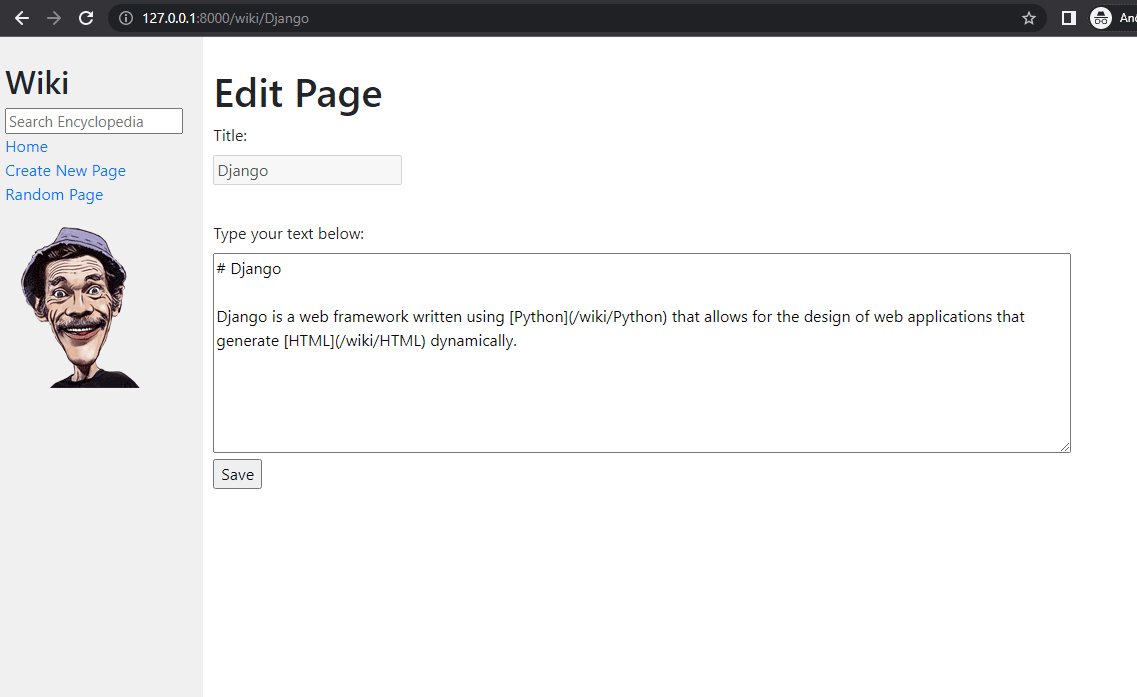 127.0.0.1:8000/wiki/Django
Wiki
Search Encyclopedia
Home
Create New Page
Random Page
Edit Page
Title:
Django
Type your text below:
# Django
Django is a web framework written using [Python](/wiki/Python) that allows for the design of web applications that
generate [HTML](/wiki/HTML) dynamically.
Save